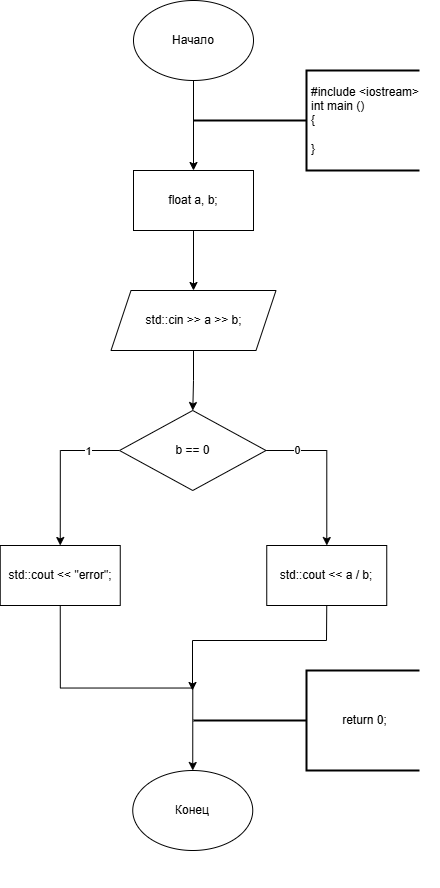 Начало
#include <iostream>
int main ()
{
}
float a, b;
std::cin >> a >> b;
b == 0
1
0
std::cout << "error";
std::cout << a / b;
return 0;
Конец